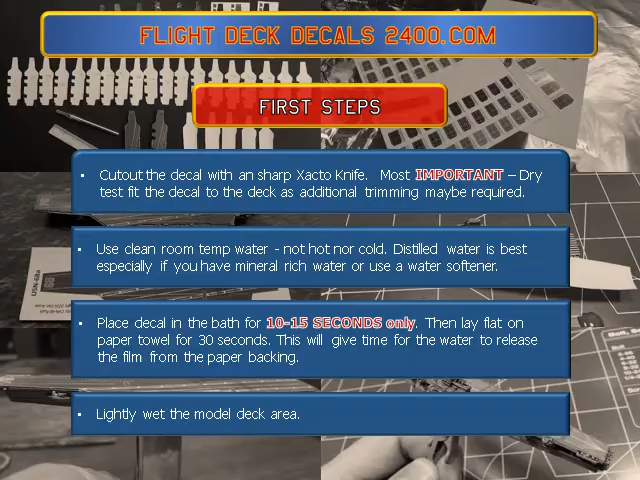 FLIGHT DECK DECALS 2400.COM
FIRST STEPS
• Cutout the decal with an sharp Xacto Knife. Most IMPORTANT – Dry
test fit the decal to the deck as additional trimming maybe required.
• Use clean room temp water - not hot nor cold. Distilled water is best
especially if you have mineral rich water or use a water softener.
• Place decal in the bath for 10-15 SECONDS only. Then lay flat on
paper towel for 30 seconds. This will give time for the water to release
the film from the paper backing.
• Lightly wet the model deck area.
USN-68a